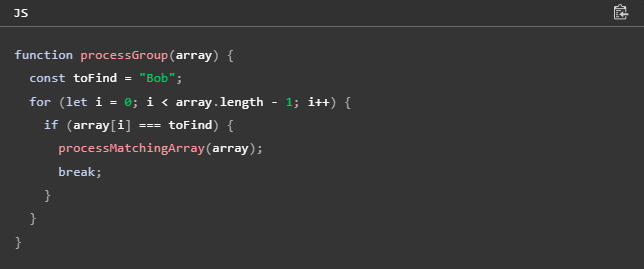 JS
function processGroup(array) {
  const toFind = "Bob";
  for (let i = 0; i < array.length - 1; i++) {
    if (array[i] === toFind) {
      processMatchingArray(array);
      break;
    }
  }
}